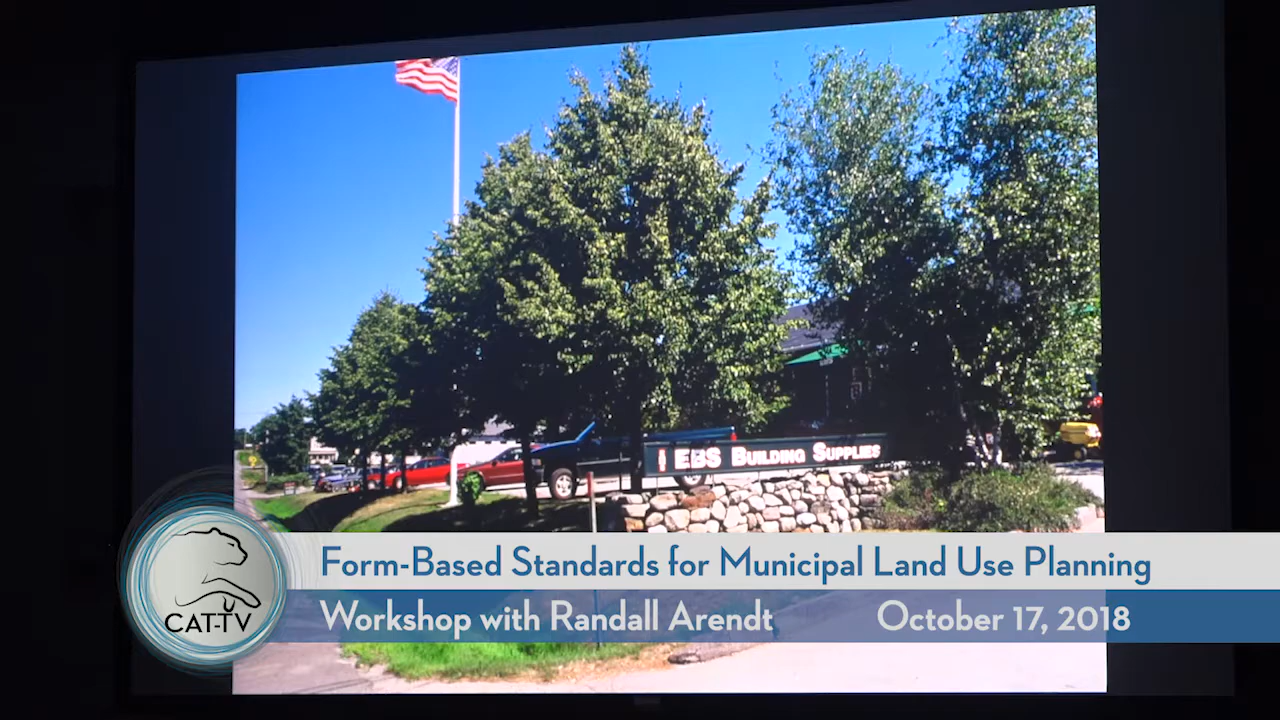 EBS Building Supplies
Form-Based Standards for Municipal Land Use Planning
Workshop with Randall Arendt October 17, 2018
CAT-TV